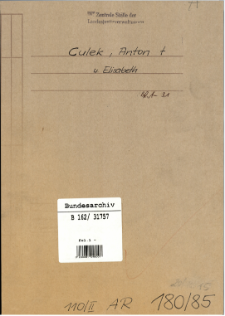 Zentrale Stelle der
Landesjustizverwaltungen
Culek, Anton †
u. Elisabeth
Bundesarchiv
B 162/ 31757
110/II AR 180/85